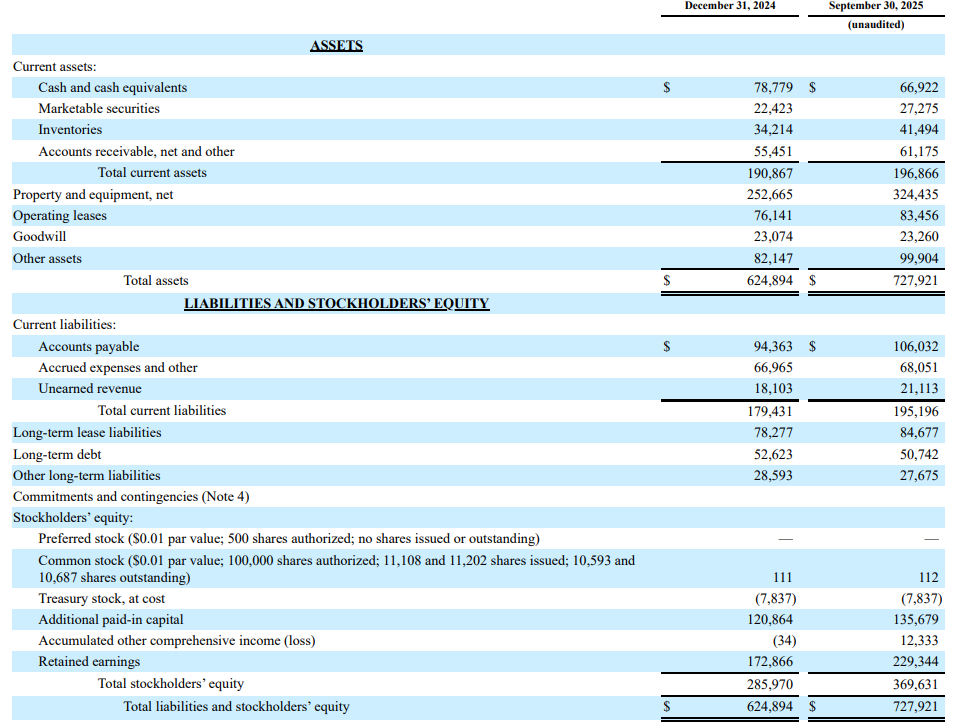 December 31, 2024 September 30, 2025
(unaudited)
ASSETS
Current assets:
Cash and cash equivalents $ 78,779 $ 66,922
Marketable securities 22,423 27,275
Inventories 34,214 41,494
Accounts receivable, net and other 55,451 61,175
Total current assets 190,867 196,866
Property and equipment, net 252,665 324,435
Operating leases 76,141 83,456
Goodwill 23,074 23,260
Other assets 82,147 99,904
Total assets $ 624,894 $ 727,921
LIABILITIES AND STOCKHOLDERS’ EQUITY
Current liabilities:
Accounts payable $ 94,363 $ 106,032
Accrued expenses and other 66,965 68,051
Unearned revenue 18,103 21,113
Total current liabilities 179,431 195,196
Long-term lease liabilities 78,277 84,677
Long-term debt 52,623 50,742
Other long-term liabilities 28,593 27,675
Commitments and contingencies (Note 4)
Stockholders’ equity:
Preferred stock ($0.01 par value; 500 shares authorized; no shares issued or outstanding) — —
Common stock ($0.01 par value; 100,000 shares authorized; 11,108 and 11,202 shares issued; 10,593 and
10,687 shares outstanding) 111 112
Treasury stock, at cost (7,837) (7,837)
Additional paid-in capital 120,864 135,679
Accumulated other comprehensive income (loss) (34) 12,333
Retained earnings 172,866 229,344
Total stockholders’ equity 285,970 369,631
Total liabilities and stockholders’ equity $ 624,894 $ 727,921